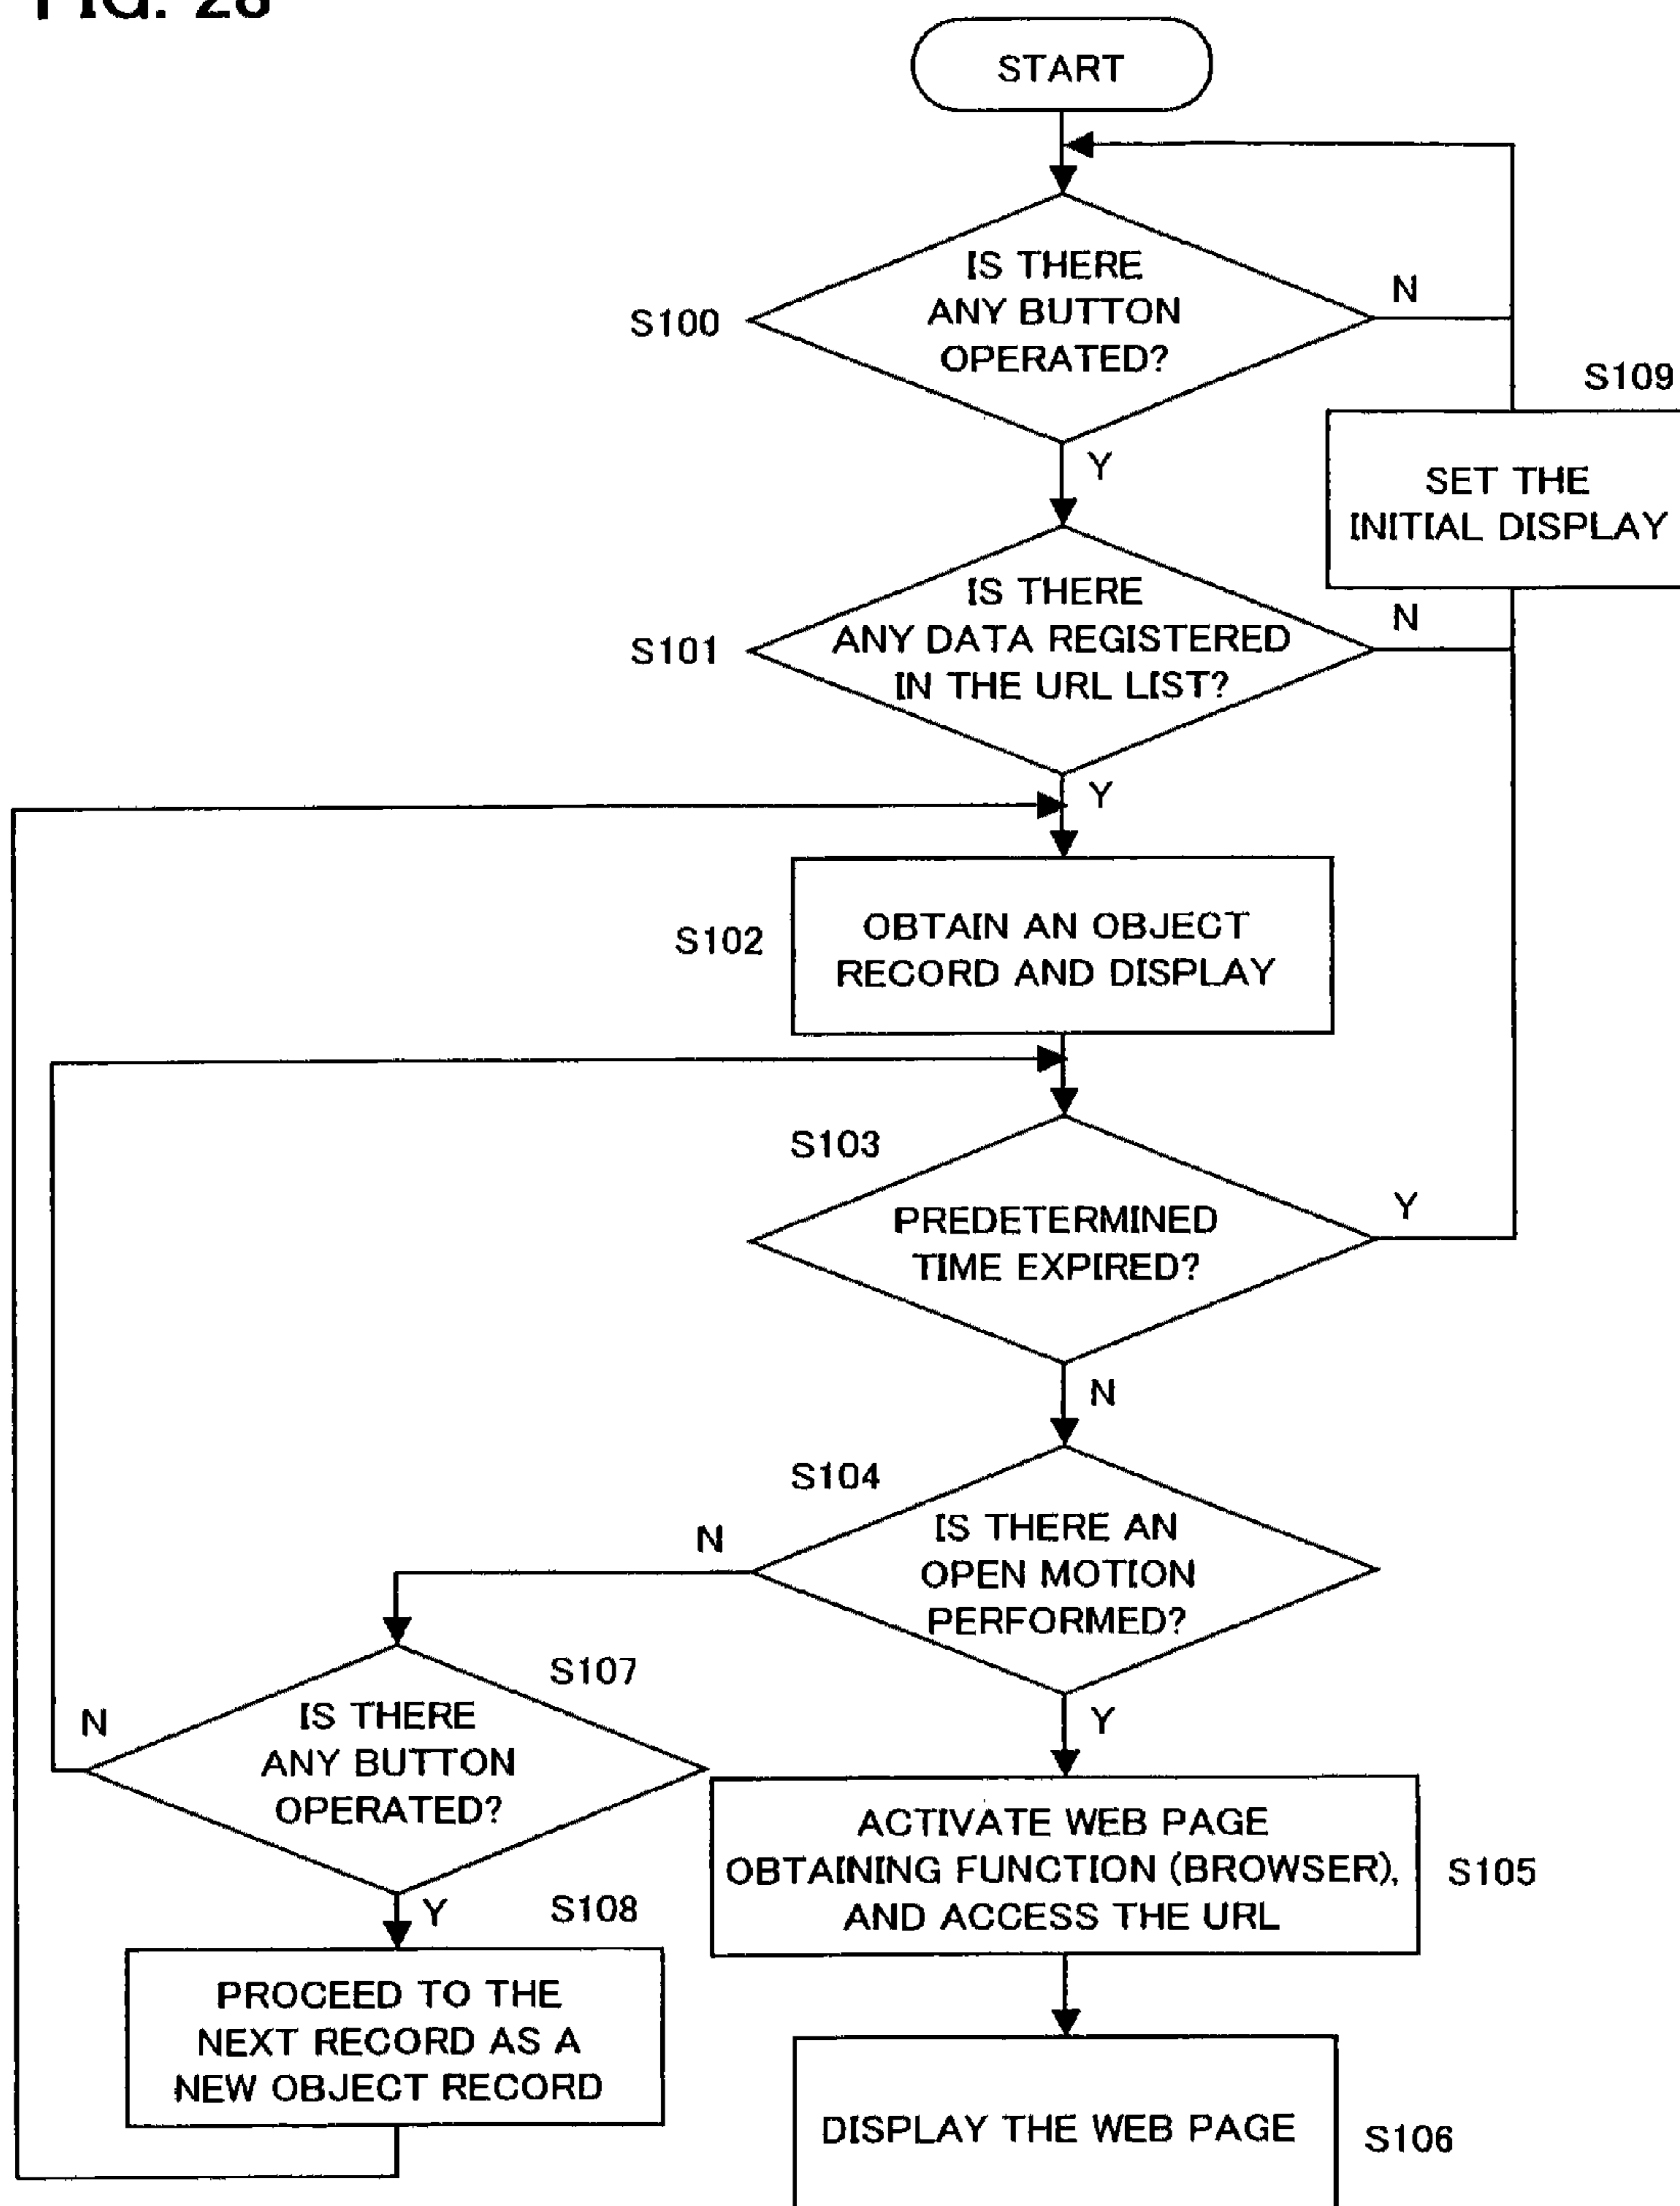 FIG. 28
START
IS THERE
ANY BUTTON
OPERATED?
N
S100
S109
Y
SET THE
INITIAL DISPLAY
IS THERE
ANY DATA REGISTERED
IN THE URL LIST?
N
S101
Y
OBTAIN AN OBJECT
RECORD AND DISPLAY
S102
S103
PREDETERMINED
TIME EXPIRED?
Y
N
S104
IS THERE AN
OPEN MOTION
PERFORMED?
N
Y
S107
IS THERE
ANY BUTTON
OPERATED?
N
Y
S108
ACTIVATE WEB PAGE
OBTAINING FUNCTION (BROWSER),
AND ACCESS THE URL
S105
PROCEED TO THE
NEXT RECORD AS A
NEW OBJECT RECORD
DISPLAY THE WEB PAGE
S106